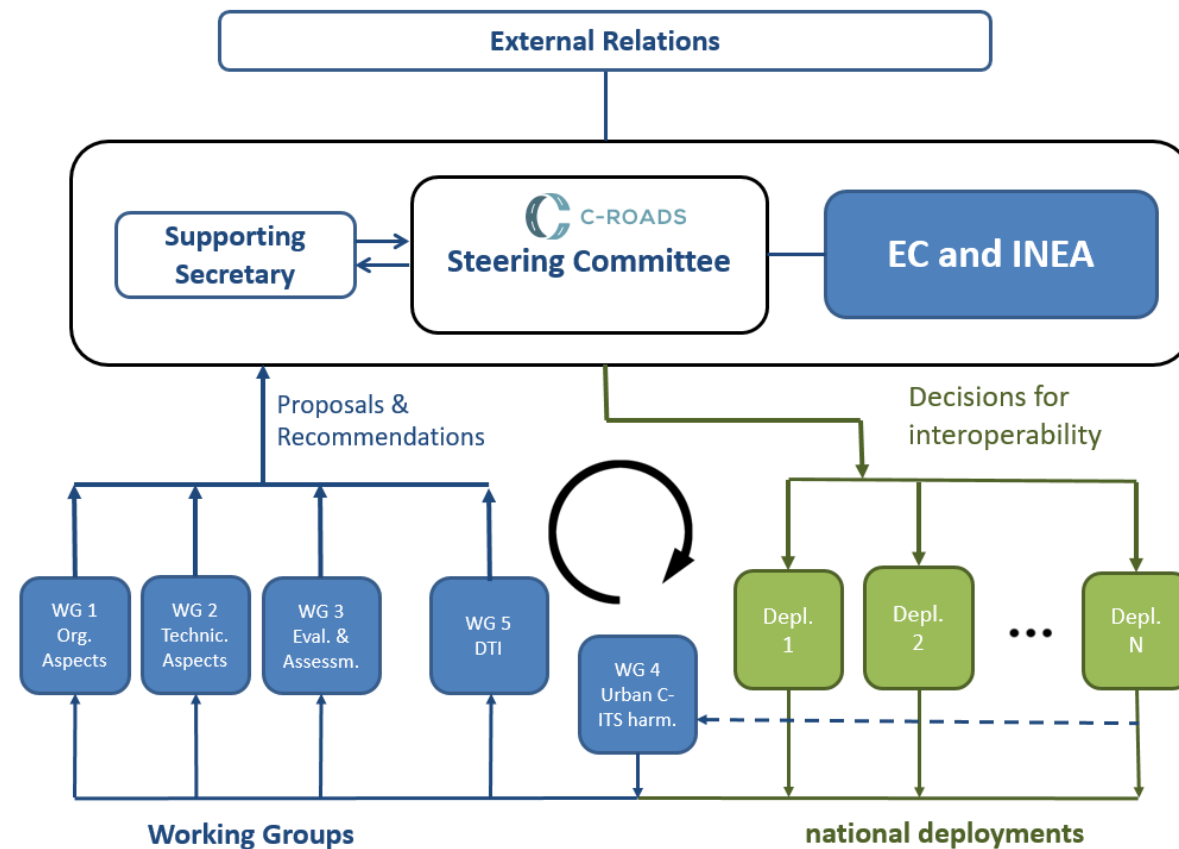 External Relations
Supporting
Secretary
C-ROADS
Steering Committee
EC and INEA
Proposals &
Recommendations
Decisions for
interoperability
WG 1
Org.
Aspects
WG 2
Technic.
Aspects
WG 3
Eval. &
Assessm.
WG 5
DTI
WG 4
Urban C-
ITS harm.
Depl.
1
Depl.
2
...
Depl.
N
Working Groups
national deployments